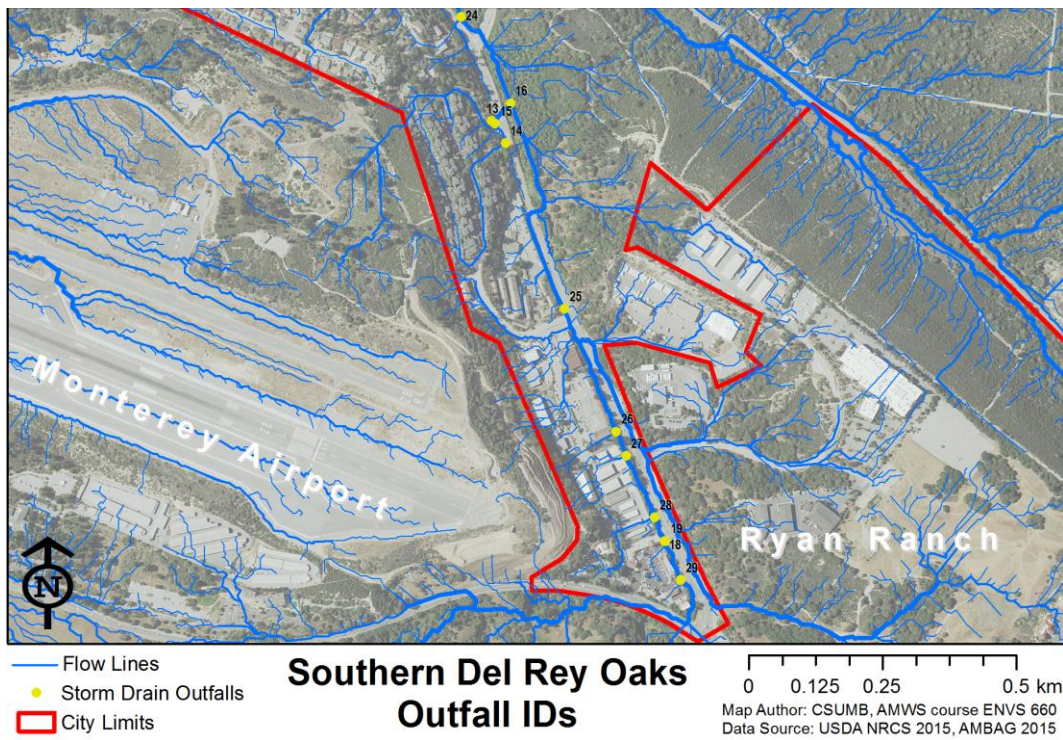 24
16
13
15
14
25
26
27
28
19
18
29
Monterey Airport
Ryan Ranch
N
Flow Lines
Storm Drain Outfalls
City Limits
Southern Del Rey Oaks
Outfall IDs
0 0.125 0.25 0.5 km
Map Author: CSUMB, AMWS course ENVS 660
Data Source: USDA NRCS 2015, AMBAG 2015